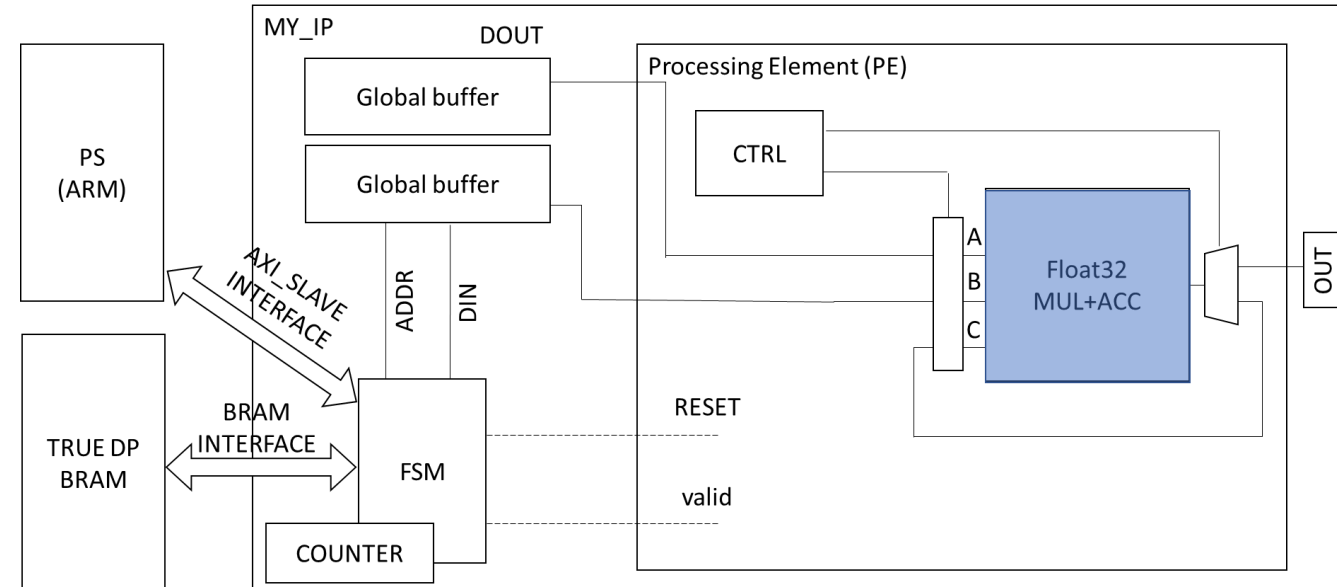 MY_IP
DOUT
Global buffer
Global buffer
PS
(ARM)
AXI_SLAVE
INTERFACE
ADDR
DIN
BRAM
INTERFACE
TRUE DP
BRAM
FSM
COUNTER
RESET
valid
Processing Element (PE)
CTRL
A
B
C
Float32
MUL+ACC
OUT